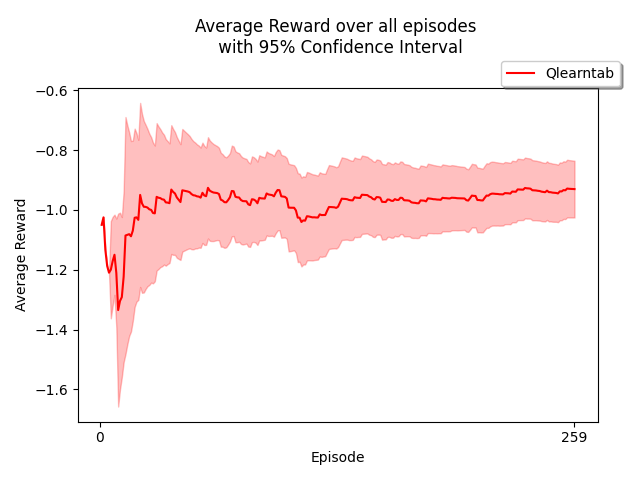 Average Reward over all episodes
with 95% Confidence Interval
Qlearntab
Average Reward
−0.6
−0.8
−1.0
−1.2
−1.4
−1.6
0
259
Episode